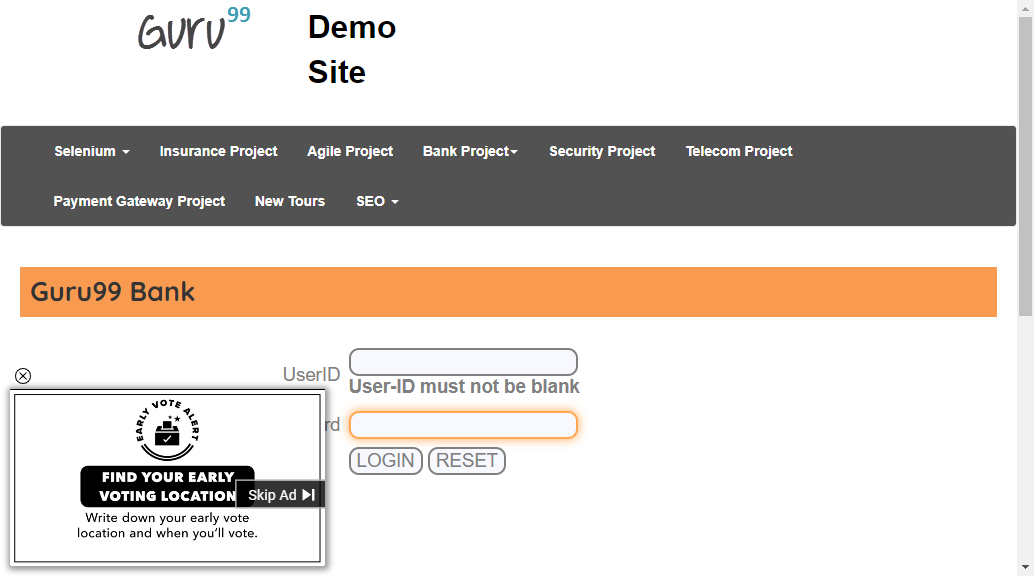 Guru99
Demo
Site
Selenium
Insurance Project
Agile Project
Bank Project
Security Project
Telecom Project
Payment Gateway Project
New Tours
SEO
Guru99 Bank
UserID
User-ID must not be blank
rd
LOGIN
RESET
EARLY VOTE ALERT
FIND YOUR EARLY
VOTING LOCATION
Skip Ad
Write down your early vote
location and when you'll vote.